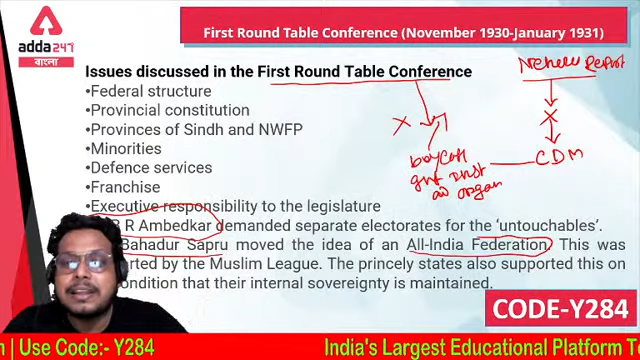 adda247
বাংলা
First Round Table Conference (November 1930-January 1931)
Issues discussed in the First Round Table Conference
Nehru Report
•Federal structure
•Provincial constitution
•Provinces of Sindh and NWFP
•Minorities
boycott
CDM
•Defence services
•Franchise
organ
•Executive responsibility to the legislature
R Ambedkar demanded separate electorates for the ‘untouchables’.
Bahadur Sapru moved the idea of an All-India Federation. This was
by the Muslim League. The princely states also supported this on
condition that their internal sovereignty is maintained.
CODE-Y284
| Use Code:- Y284
India's Largest Educational Platform